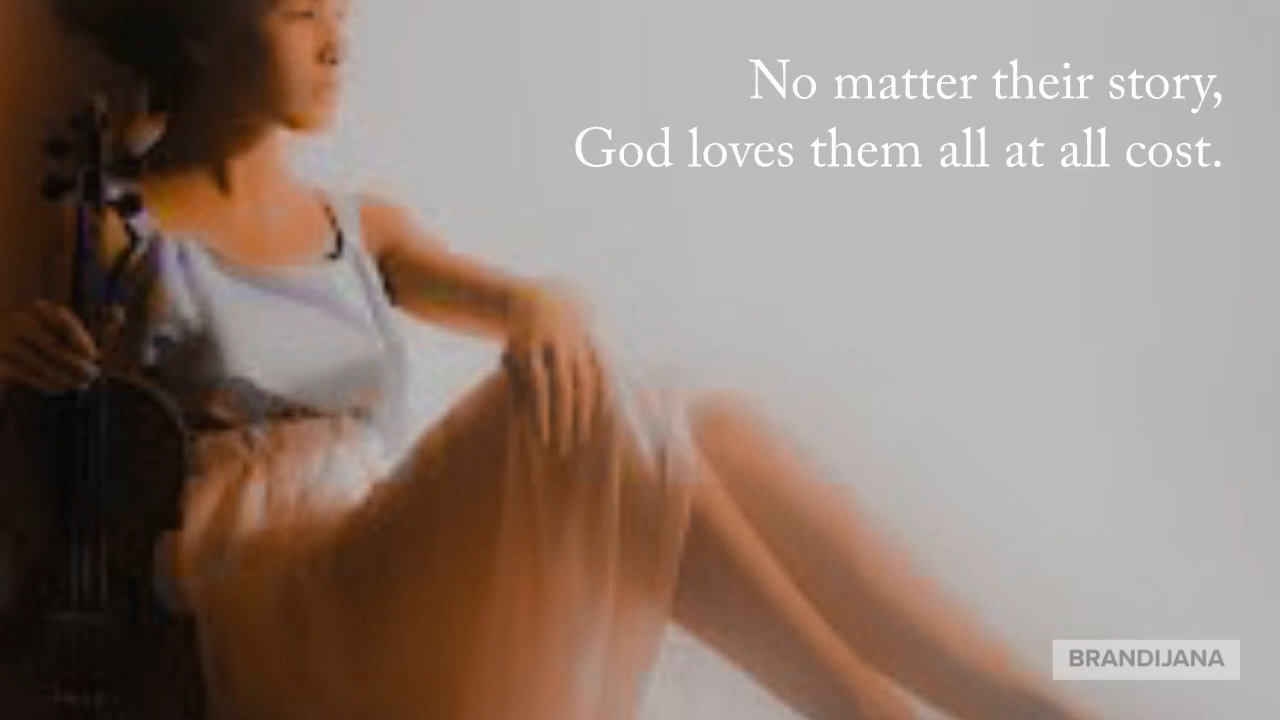 No matter their story,
God loves them all at all cost.
BRANDIJANA